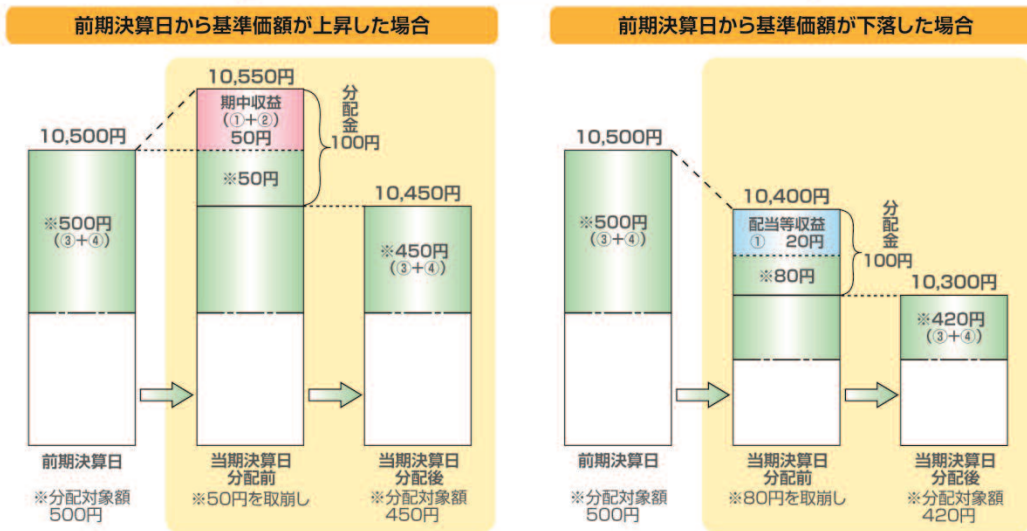 前期決算日から基準価額が上昇した場合
10,550円
期中収益
(①+②)
50円
分配金
100円
10,500円
※50円
10,450円
※500円
(③+④)
※450円
(③+④)
前期決算日
当期決算日
分配前
当期決算日
分配後
※分配対象額
500円
※50円を取崩し
※分配対象額
450円
前期決算日から基準価額が下落した場合
10,500円
10,400円
配当等収益
① 20円
分配金
100円
※500円
(③+④)
※80円
10,300円
※420円
(③+④)
前期決算日
当期決算日
分配前
当期決算日
分配後
※分配対象額
500円
※80円を取崩し
※分配対象額
420円